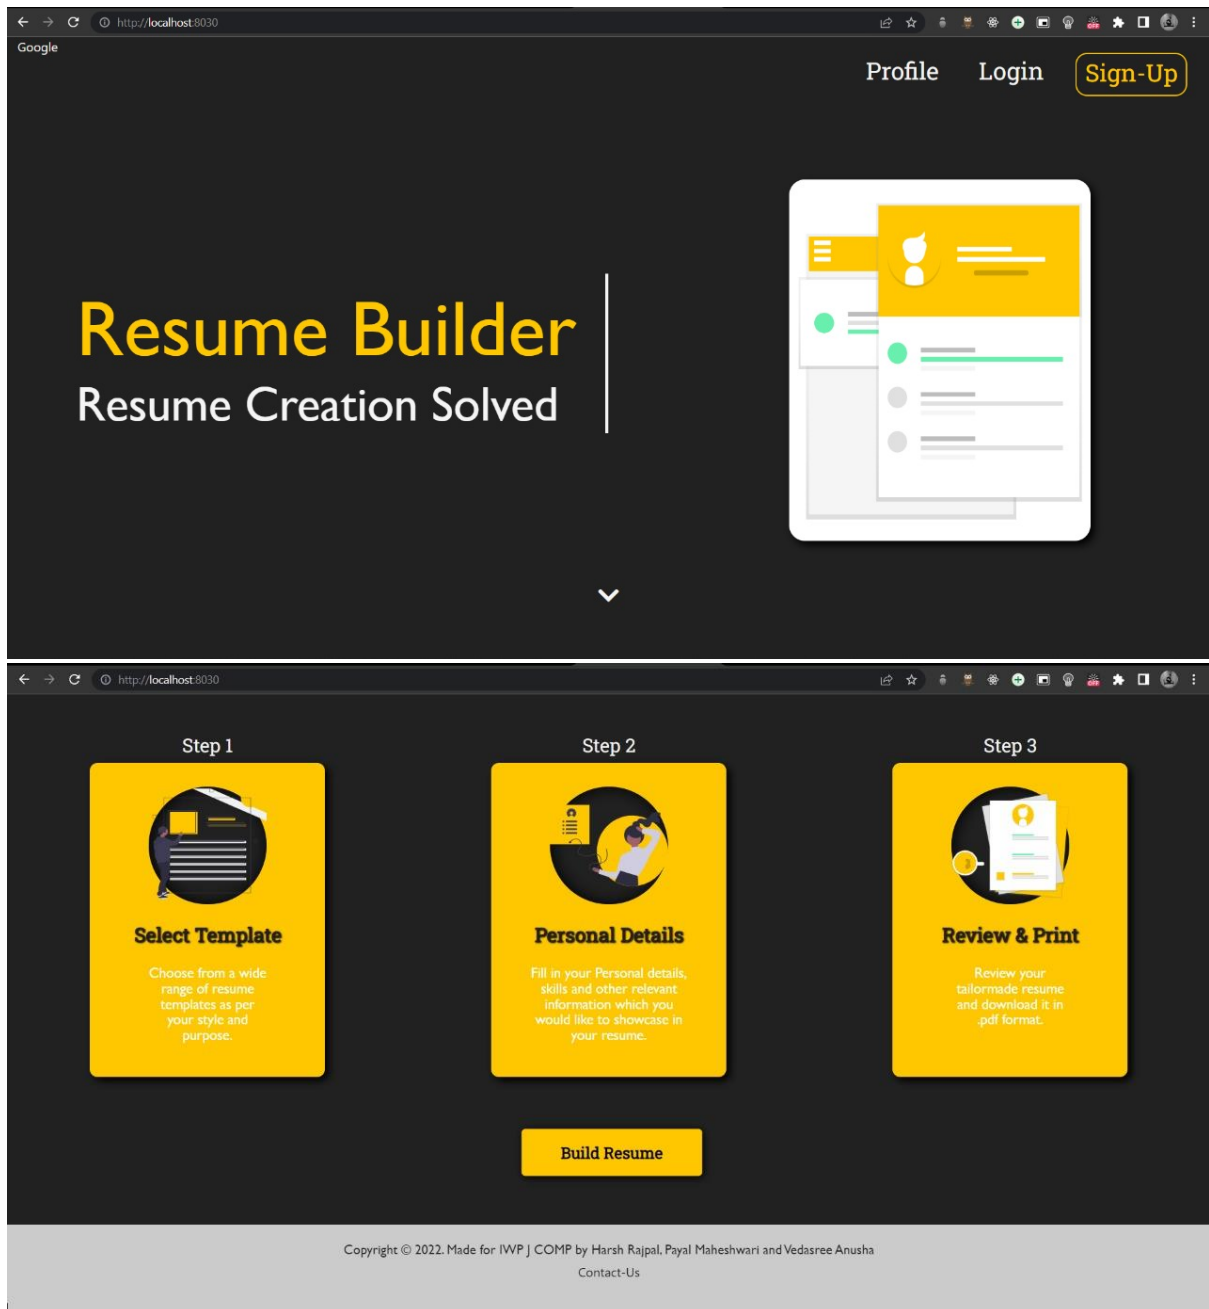 http://localhost:8030
Google
Profile Login Sign-Up
Resume Builder
Resume Creation Solved
http://localhost:8030
Step 1
Select Template
Choose from a wide
range of resume
templates as per
your style and
purpose.
Step 2
Personal Details
Fill in your Personal details,
skills and other relevant
information which you
would like to showcase in
your resume.
Step 3
Review & Print
Review your
tailormade resume
and download it in
.pdf format.
Build Resume
Copyright © 2022. Made for IWP J COMP by Harsh Rajpal, Payal Maheshwari and Vedasree Anusha
Contact-Us